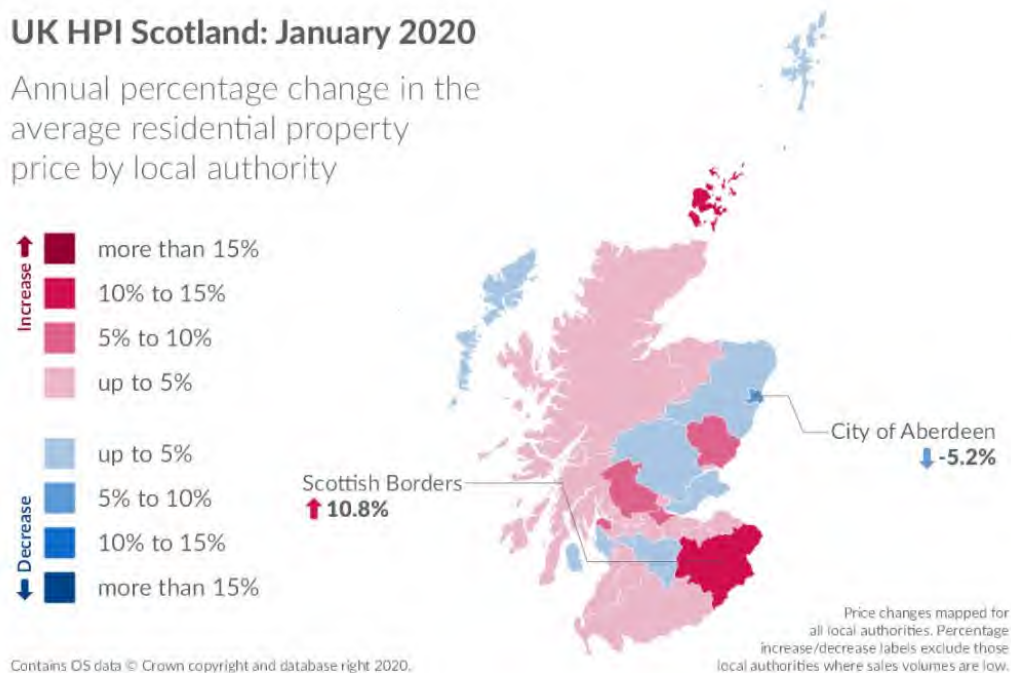 UK HPI Scotland: January 2020
Annual percentage change in the
average residential property
price by local authority
Increase
more than 15%
10% to 15%
5% to 10%
up to 5%
Decrease
up to 5%
5% to 10%
10% to 15%
more than 15%
City of Aberdeen
-5.2%
Scottish Borders
10.8%
Price changes mapped for
all local authorities. Percentage
increase/decrease labels exclude those
local authorities where sales volumes are low.
Contains OS data © Crown copyright and database right 2020.